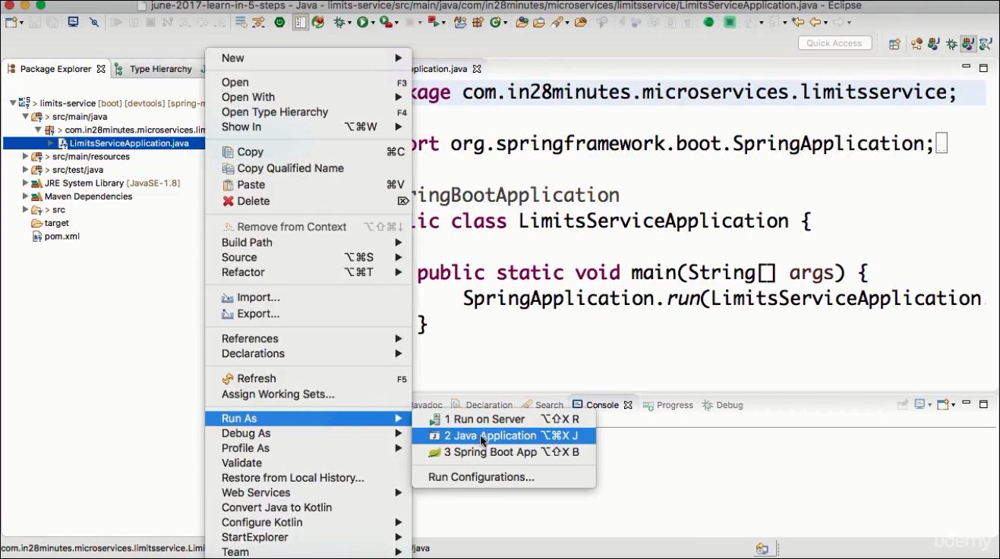 june-2017-learn-in-5-steps - Java - limits-service/src/main/java/com/in28minutes/microservices/limitsservice/LimitsServiceApplication.java - Eclipse
Quick Access
Package Explorer
Type Hierarchy
plication.java
limits-service [boot] [devtools] [spring-m
> src/main/java
> com.in28minutes.microservices.lim
LimitsServiceApplication.java
> src/main/resources
> src/test/java
JRE System Library [JavaSE-1.8]
Maven Dependencies
> src
target
pom.xml
New
Open F3
Open With
Open Type Hierarchy F4
Show In ⌥⌘W
Copy ⌘C
Copy Qualified Name
Paste ⌘V
Delete ⌦
Remove from Context ⌥⇧⌘↓
Build Path
Source ⌥⌘S
Refactor ⌥⌘T
Import...
Export...
References
Declarations
Refresh F5
Assign Working Sets...
Run As
Debug As
Profile As
Validate
Restore from Local History...
Web Services
Convert Java to Kotlin
Configure Kotlin
StartExplorer
Team
kage com.in28minutes.microservices.limitsservice;
ort org.springframework.boot.SpringApplication;
ringBootApplication
lic class LimitsServiceApplication {
public static void main(String[] args) {
SpringApplication.run(LimitsServiceApplication.
}
Javadoc
Declaration
Search
Console
Progress
Debug
1 Run on Server ⌥⇧X R
2 Java Application ⌥⌘X J
3 Spring Boot App ⌥⇧X B
Run Configurations...
com.in28minutes.microservices.limitsservice.Limi
/java
udemy